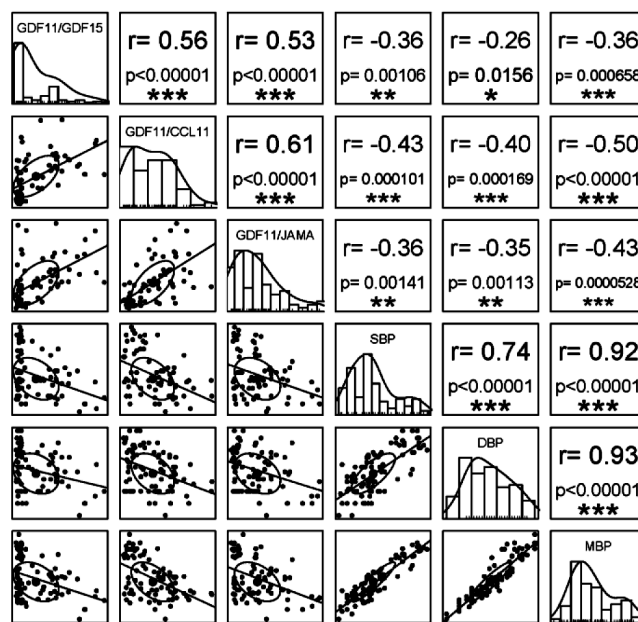 GDF11/GDF15
r= 0.56
p<0.00001
***
r= 0.53
p<0.00001
***
r= -0.36
p= 0.00106
**
r= -0.26
p= 0.0156
*
r= -0.36
p= 0.000658
***
GDF11/CCL11
r= 0.61
p<0.00001
***
r= -0.43
p= 0.000101
***
r= -0.40
p= 0.000169
***
r= -0.50
p<0.00001
***
GDF11/JAMA
r= -0.36
p= 0.00141
**
r= -0.35
p= 0.00113
**
r= -0.43
p= 0.0000528
***
SBP
r= 0.74
p<0.00001
***
r= 0.92
p<0.00001
***
DBP
r= 0.93
p<0.00001
***
MBP